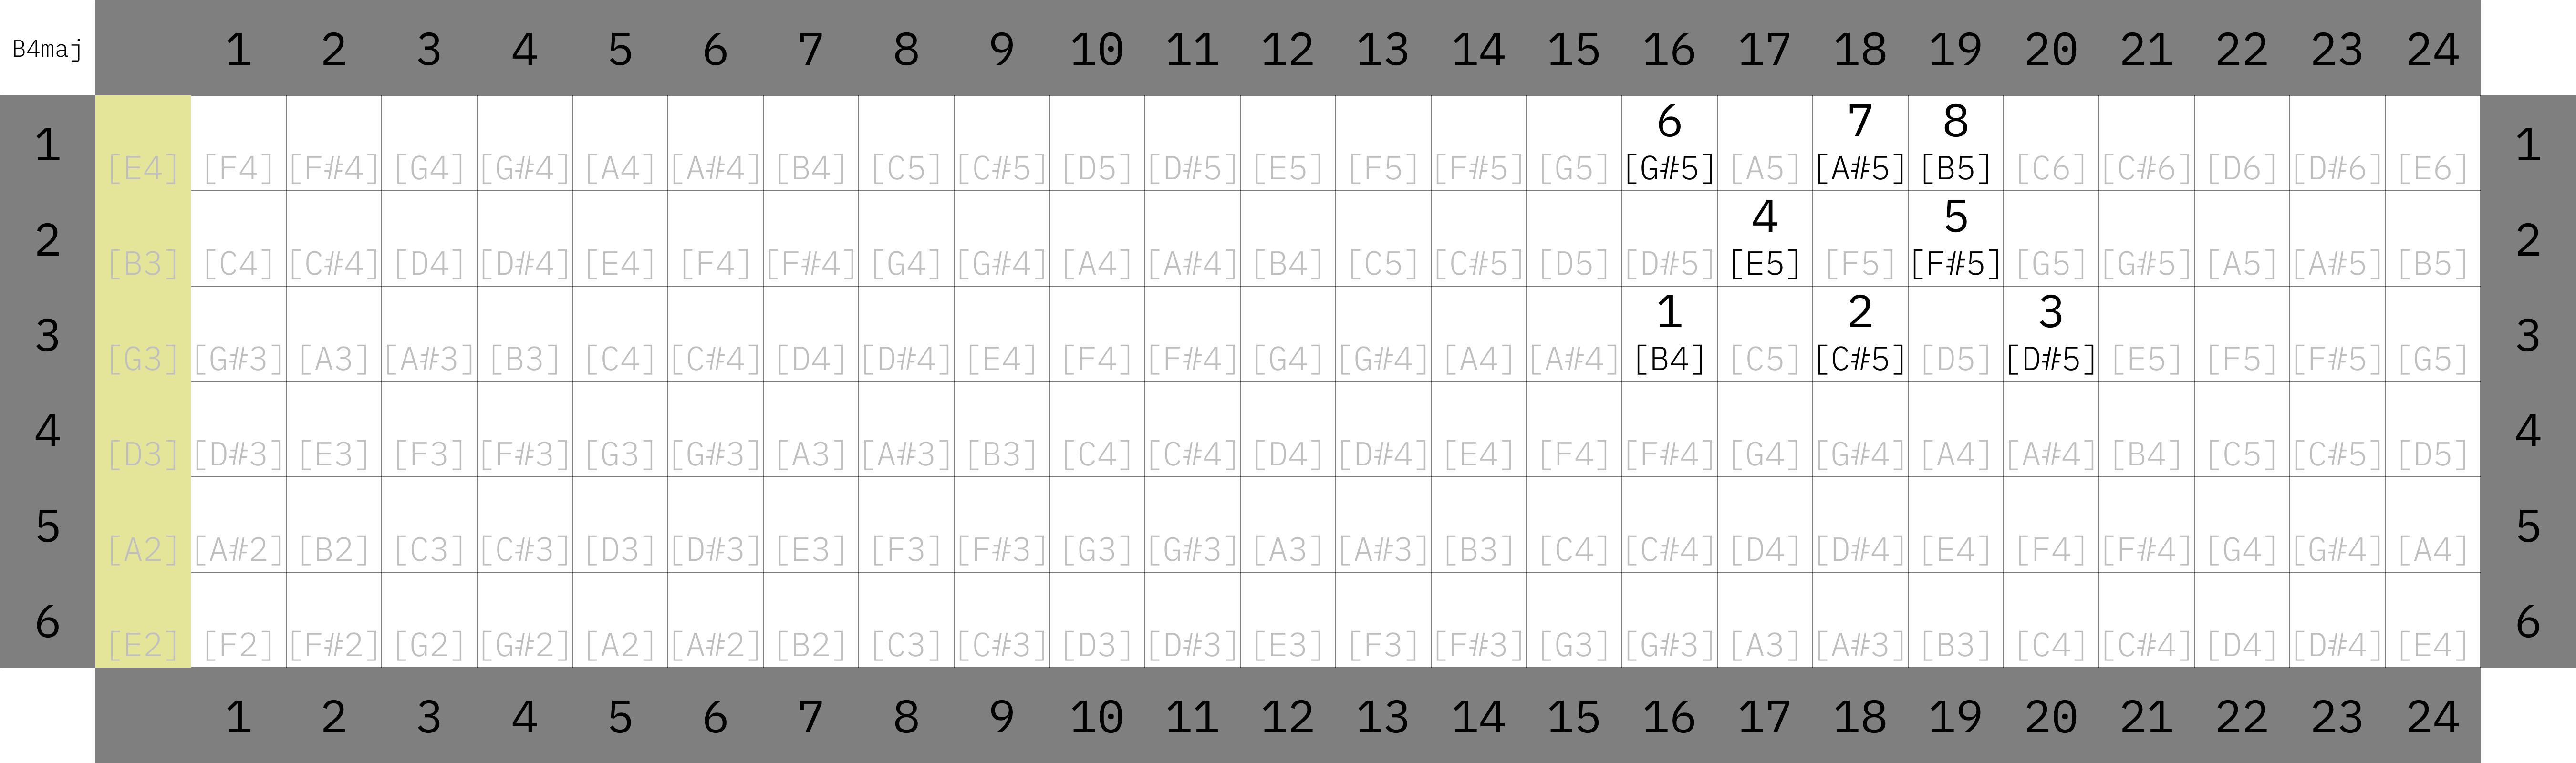 B4maj 1 2 3 4 5 6 7 8 9 10 11 12 13 14 15 16 17 18 19 20 21 22 23 24
6 7 8
1 [E4] [F4] [F#4] [G4] [G#4] [A4] [A#4] [B4] [C5] [C#5] [D5] [D#5] [E5] [F5] [F#5] [G5] [G#5] [A5] [A#5] [B5] [C6] [C#6] [D6] [D#6] [E6] 1
4 5
2 [B3] [C4] [C#4] [D4] [D#4] [E4] [F4] [F#4] [G4] [G#4] [A4] [A#4] [B4] [C5] [C#5] [D5] [D#5] [E5] [F5] [F#5] [G5] [G#5] [A5] [A#5] [B5] 2
1 2 3
3 [G3] [G#3] [A3] [A#3] [B3] [C4] [C#4] [D4] [D#4] [E4] [F4] [F#4] [G4] [G#4] [A4] [A#4] [B4] [C5] [C#5] [D5] [D#5] [E5] [F5] [F#5] [G5] 3
4 [D3] [D#3] [E3] [F3] [F#3] [G3] [G#3] [A3] [A#3] [B3] [C4] [C#4] [D4] [D#4] [E4] [F4] [F#4] [G4] [G#4] [A4] [A#4] [B4] [C5] [C#5] [D5] 4
5 [A2] [A#2] [B2] [C3] [C#3] [D3] [D#3] [E3] [F3] [F#3] [G3] [G#3] [A3] [A#3] [B3] [C4] [C#4] [D4] [D#4] [E4] [F4] [F#4] [G4] [G#4] [A4] 5
6 [E2] [F2] [F#2] [G2] [G#2] [A2] [A#2] [B2] [C3] [C#3] [D3] [D#3] [E3] [F3] [F#3] [G3] [G#3] [A3] [A#3] [B3] [C4] [C#4] [D4] [D#4] [E4] 6
1 2 3 4 5 6 7 8 9 10 11 12 13 14 15 16 17 18 19 20 21 22 23 24